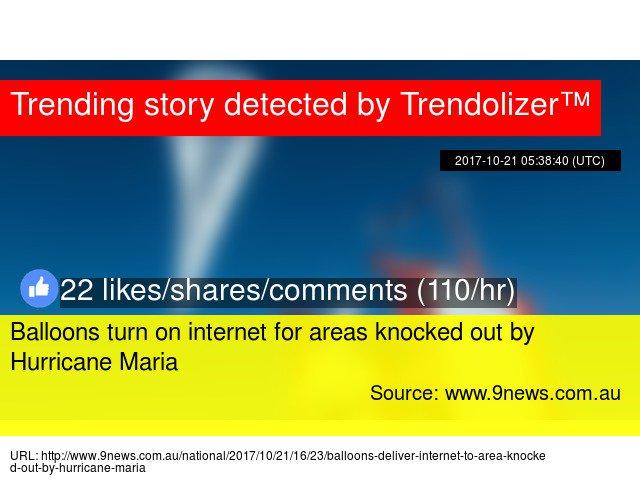 Trending story detected by Trendolizer™
2017-10-21 05:38:40 (UTC)
22 likes/shares/comments (110/hr)
Balloons turn on internet for areas knocked out by
Hurricane Maria
Source: www.9news.com.au
URL: http://www.9news.com.au/national/2017/10/21/16/23/balloons-deliver-internet-to-area-knocke
d-out-by-hurricane-maria